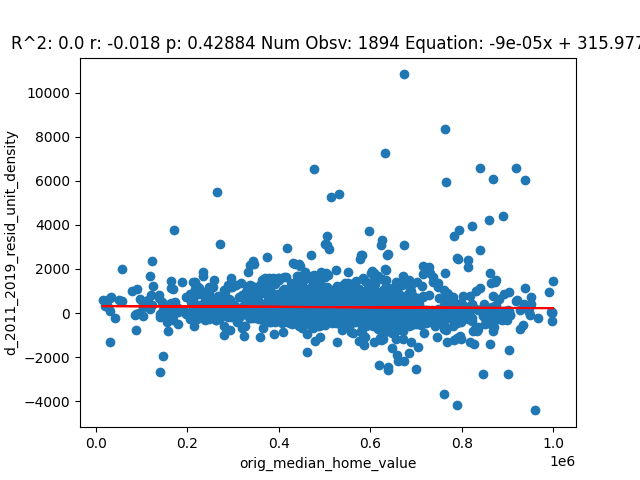 R^2: 0.0 r: -0.018 p: 0.42884 Num Obsv: 1894 Equation: -9e-05x + 315.977
10000
8000
6000
4000
2000
0
−2000
−4000
d_2011_2019_resid_unit_density
0.0 0.2 0.4 0.6 0.8 1.0
1e6
orig_median_home_value